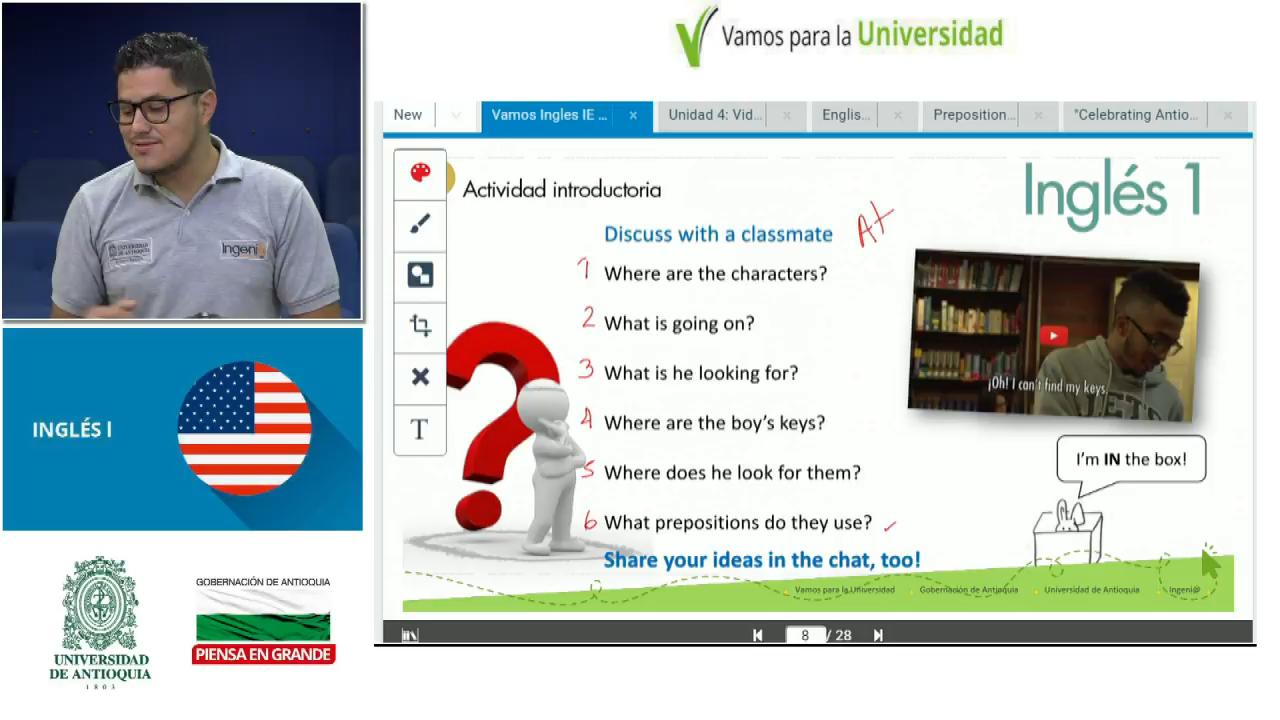 Vamos para la Universidad
New
Vamos Ingles IE ...
Unidad 4: Vid...
Englis...
Preposition...
"Celebrating Antio...
Actividad introductoria
Inglés 1
Discuss with a classmate
A+
1 Where are the characters?
2 What is going on?
3 What is he looking for?
4 Where are the boy's keys?
5 Where does he look for them?
6 What prepositions do they use?
Share your ideas in the chat, too!
¡Oh! I can't find my keys.
I'm IN the box!
Vamos para la Universidad
Gobernación de Antioquia
Universidad de Antioquia
Ingeni@
T
8 / 28
UNIVERSIDAD
DE ANTIOQUIA
Ingeni@
INGLÉS I
UNIVERSIDAD
DE ANTIOQUIA
1803
GOBERNACIÓN DE ANTIOQUIA
PIENSA EN GRANDE